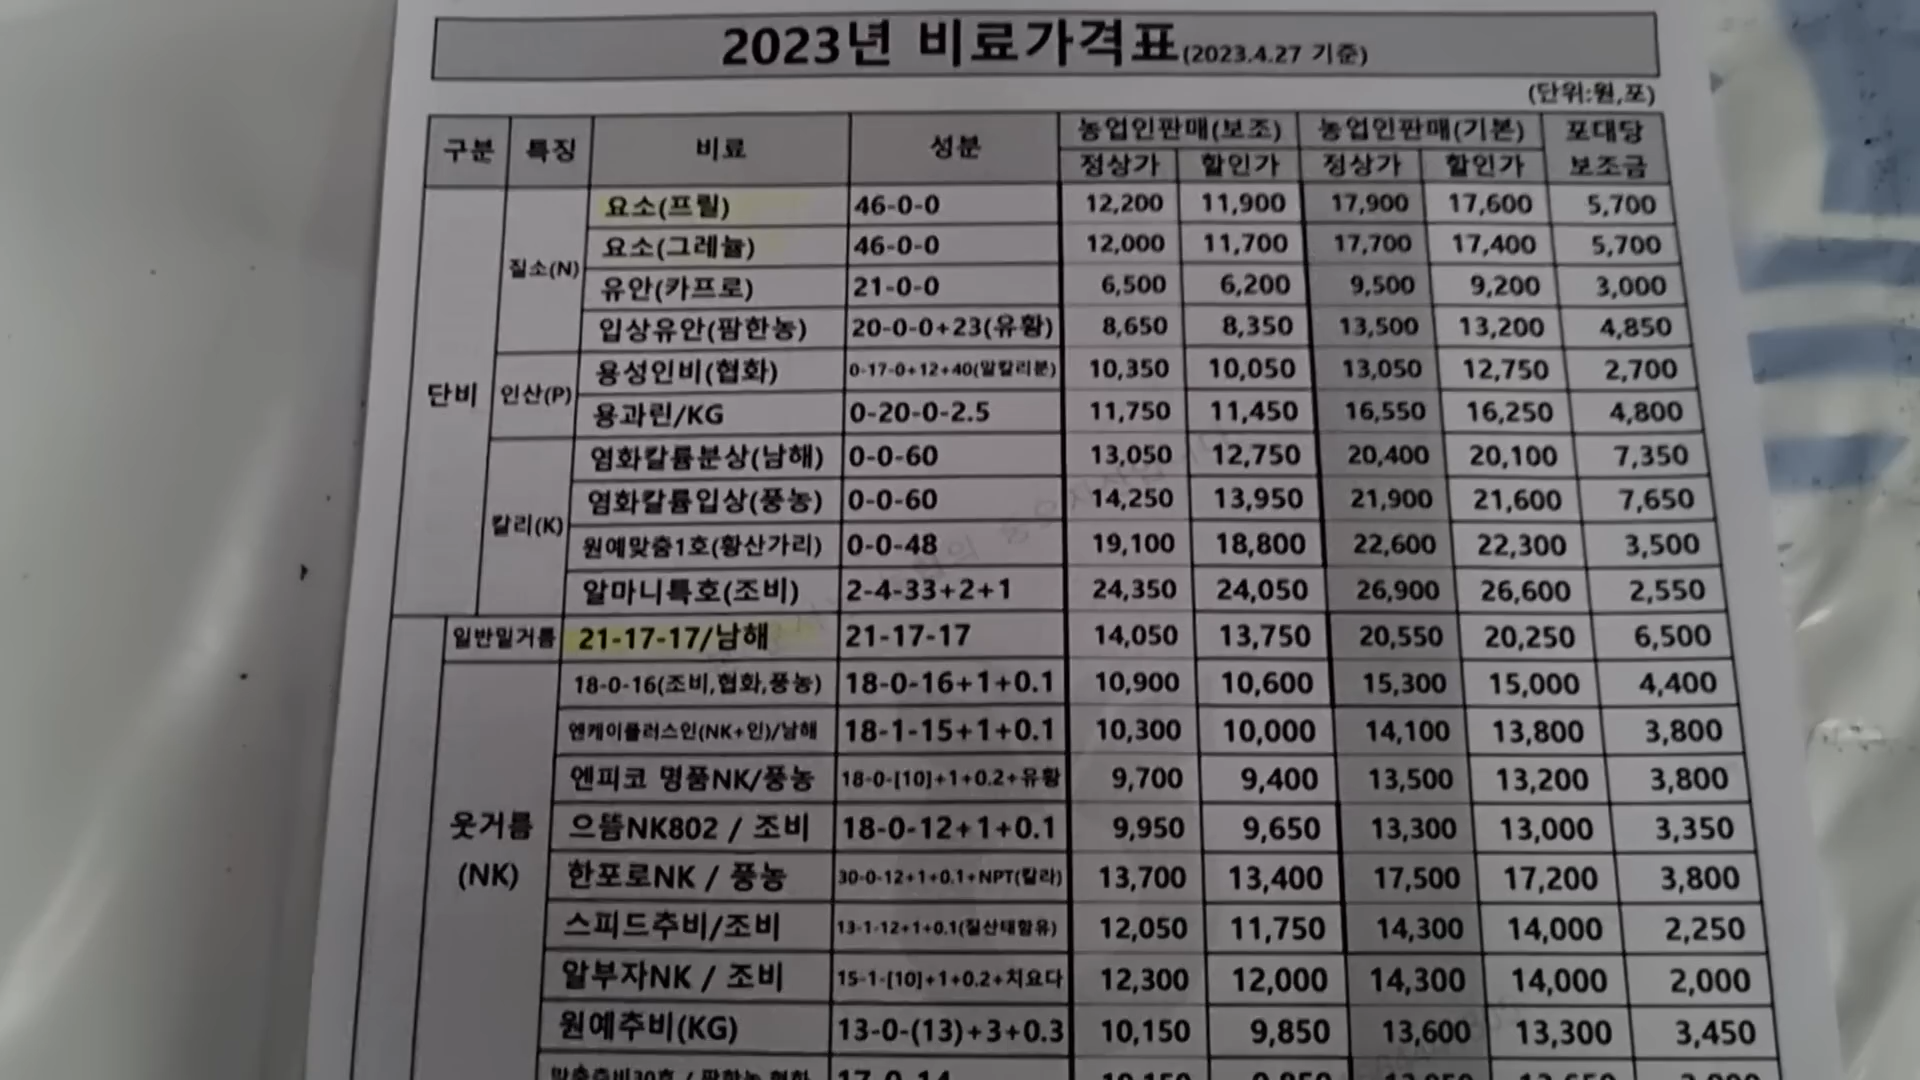 2023년 비료가격표(2023.4.27 기준)
(단위:원,포)
구분 특징 비료 성분 농업인판매(보조) 농업인판매(기본) 포대당 보조금
정상가 할인가 정상가 할인가
단비 질소(N) 요소(프릴) 46-0-0 12,200 11,900 17,900 17,600 5,700
요소(그레뉼) 46-0-0 12,000 11,700 17,700 17,400 5,700
유안(카프로) 21-0-0 6,500 6,200 9,500 9,200 3,000
입상유안(팜한농) 20-0-0+23(유황) 8,650 8,350 13,500 13,200 4,850
인산(P) 용성인비(협화) 0-17-0+12+40(알칼리분) 10,350 10,050 13,050 12,750 2,700
용과린/KG 0-20-0-2.5 11,750 11,450 16,550 16,250 4,800
칼리(K) 염화칼륨분상(남해) 0-0-60 13,050 12,750 20,400 20,100 7,350
염화칼륨입상(풍농) 0-0-60 14,250 13,950 21,900 21,600 7,650
원예맞춤1호(황산가리) 0-0-48 19,100 18,800 22,600 22,300 3,500
알마니특호(조비) 2-4-33+2+1 24,350 24,050 26,900 26,600 2,550
일반밑거름 21-17-17/남해 21-17-17 14,050 13,750 20,550 20,250 6,500
웃거름(NK) 18-0-16(조비,협화,풍농) 18-0-16+1+0.1 10,900 10,600 15,300 15,000 4,400
엔케이플러스인(NK+인)/남해 18-1-15+1+0.1 10,300 10,000 14,100 13,800 3,800
엔피코 명품NK/풍농 18-0-[10]+1+0.2+유황 9,700 9,400 13,500 13,200 3,800
으뜸NK802 / 조비 18-0-12+1+0.1 9,950 9,650 13,300 13,000 3,350
한포로NK / 풍농 30-0-12+1+0.1+NPT(칼라) 13,700 13,400 17,500 17,200 3,800
스피드추비/조비 13-1-12+1+0.1(질산태함유) 12,050 11,750 14,300 14,000 2,250
알부자NK / 조비 15-1-[10]+1+0.2+치요다 12,300 12,000 14,300 14,000 2,000
원예추비(KG) 13-0-(13)+3+0.3 10,150 9,850 13,600 13,300 3,450
17-0-14